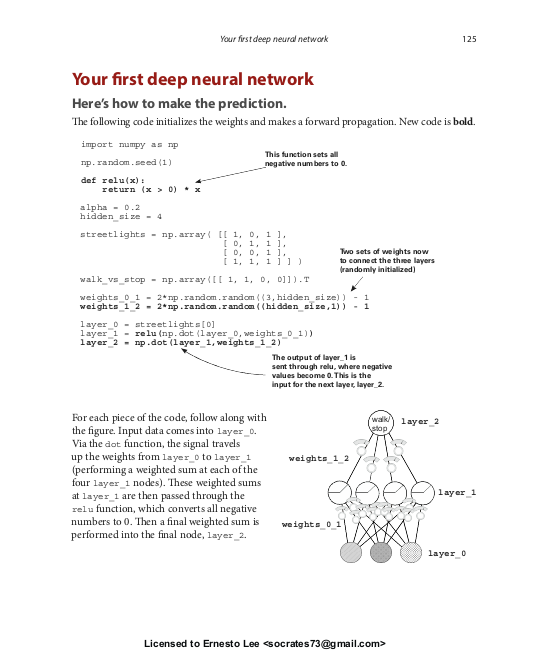 Your first deep neural network 125
Your first deep neural network
Here's how to make the prediction.
The following code initializes the weights and makes a forward propagation. New code is bold.
import numpy as np
np.random.seed(1)
This function sets all
negative numbers to 0.
def relu(x):
    return (x > 0) * x
alpha = 0.2
hidden_size = 4
streetlights = np.array( [[ 1, 0, 1 ],
                          [ 0, 1, 1 ],
                          [ 0, 0, 1 ],
                          [ 1, 1, 1 ] ] )
Two sets of weights now
to connect the three layers
(randomly initialized)
walk_vs_stop = np.array([[ 1, 1, 0, 0]]).T
weights_0_1 = 2*np.random.random((3,hidden_size)) - 1
weights_1_2 = 2*np.random.random((hidden_size,1)) - 1
layer_0 = streetlights[0]
layer_1 = relu(np.dot(layer_0,weights_0_1))
layer_2 = np.dot(layer_1,weights_1_2)
The output of layer_1 is
sent through relu, where negative
values become 0. This is the
input for the next layer, layer_2.
For each piece of the code, follow along with
the figure. Input data comes into layer_0.
Via the dot function, the signal travels
up the weights from layer_0 to layer_1
(performing a weighted sum at each of the
four layer_1 nodes). These weighted sums
at layer_1 are then passed through the
relu function, which converts all negative
numbers to 0. Then a final weighted sum is
performed into the final node, layer_2.
walk/
stop
layer_2
weights_1_2
layer_1
weights_0_1
layer_0
Licensed to Ernesto Lee <socrates73@gmail.com>